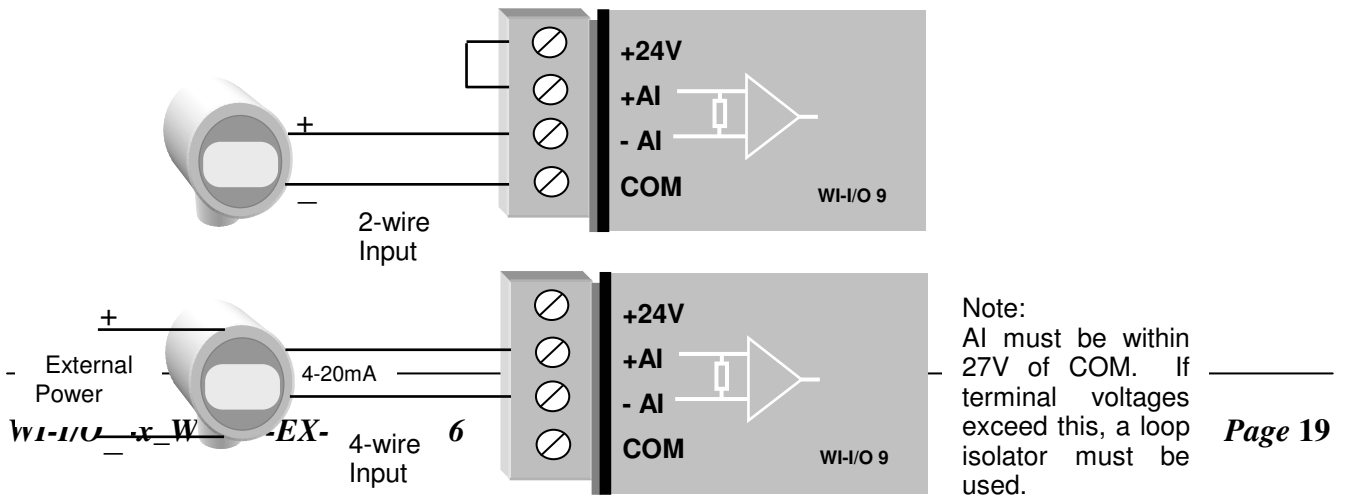 +24V
+AI
- AI
COM
WI-I/O 9
+
_
2-wire
Input
+24V
+AI
- AI
COM
WI-I/O 9
+
External
Power
_
4-20mA
4-wire
Input
Note:
AI must be within
27V of COM. If
terminal voltages
exceed this, a loop
isolator must be
used.
-EX- 6 Page 19